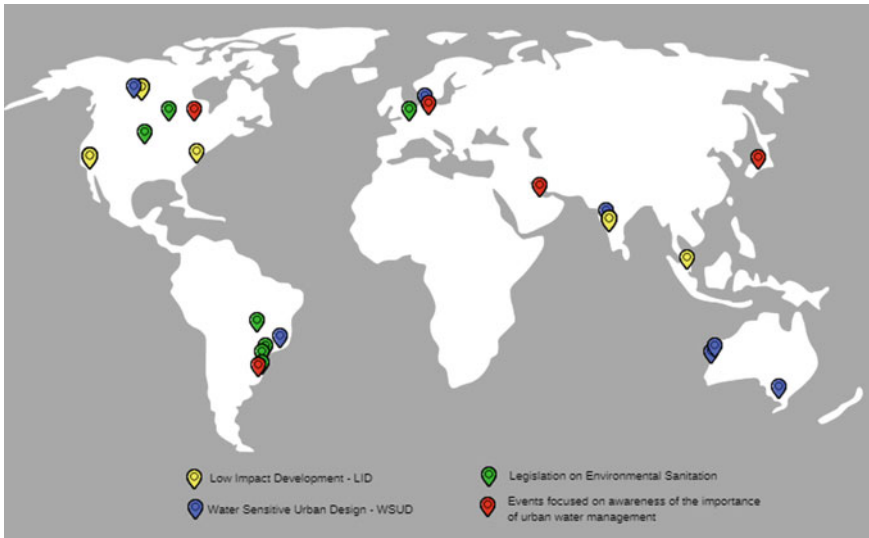 Low Impact Development - LID
Water Sensitive Urban Design - WSUD
Legislation on Environmental Sanitation
Events focused on awareness of the importance
of urban water management